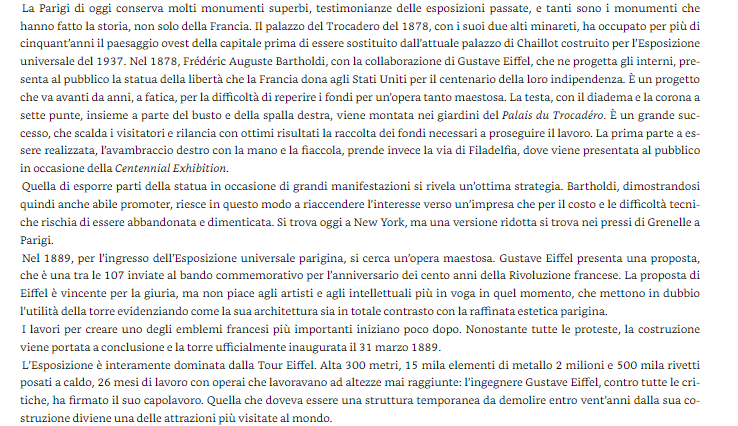 La Parigi di oggi conserva molti monumenti superbi, testimonianze delle esposizioni passate, e tanti sono i monumenti che
hanno fatto la storia, non solo della Francia. Il palazzo del Trocadero del 1878, con i suoi due alti minareti, ha occupato per più di
cinquant'anni il paesaggio ovest della capitale prima di essere sostituito dall'attuale palazzo di Chaillot costruito per l'Esposizione
universale del 1937. Nel 1878, Frédéric Auguste Bartholdi, con la collaborazione di Gustave Eiffel, che ne progetta gli interni, pre-
senta al pubblico la statua della libertà che la Francia dona agli Stati Uniti per il centenario della loro indipendenza. È un progetto
che va avanti da anni, a fatica, per la difficoltà di reperire i fondi per un'opera tanto maestosa. La testa, con il diadema e la corona a
sette punte, insieme a parte del busto e della spalla destra, viene montata nei giardini del Palais du Trocadéro. È un grande suc-
cesso, che scalda i visitatori e rilancia con ottimi risultati la raccolta dei fondi necessari a proseguire il lavoro. La prima parte a es-
sere realizzata, l'avambraccio destro con la mano e la fiaccola, prende invece la via di Filadelfia, dove viene presentata al pubblico
in occasione della Centennial Exhibition.
Quella di esporre parti della statua in occasione di grandi manifestazioni si rivela un'ottima strategia. Bartholdi, dimostrandosi
quindi anche abile promoter, riesce in questo modo a riaccendere l'interesse verso un'impresa che per il costo e le difficoltà tecni-
che rischia di essere abbandonata e dimenticata. Si trova oggi a New York, ma una versione ridotta si trova nei pressi di Grenelle a
Parigi.
Nel 1889, per l'ingresso dell'Esposizione universale parigina, si cerca un'opera maestosa. Gustave Eiffel presenta una proposta,
che è una tra le 107 inviate al bando commemorativo per l'anniversario dei cento anni della Rivoluzione francese. La proposta di
Eiffel è vincente per la giuria, ma non piace agli artisti e agli intellettuali più in voga in quel momento, che mettono in dubbio
l'utilità della torre evidenziando come la sua architettura sia in totale contrasto con la raffinata estetica parigina.
I lavori per creare uno degli emblemi francesi più importanti iniziano poco dopo. Nonostante tutte le proteste, la costruzione
viene portata a conclusione e la torre ufficialmente inaugurata il 31 marzo 1889.
L'Esposizione è interamente dominata dalla Tour Eiffel. Alta 300 metri, 15 mila elementi di metallo 2 milioni e 500 mila rivetti
posati a caldo, 26 mesi di lavoro con operai che lavoravano ad altezze mai raggiunte: l'ingegnere Gustave Eiffel, contro tutte le cri-
tiche, ha firmato il suo capolavoro. Quella che doveva essere una struttura temporanea da demolire entro vent'anni dalla sua co-
struzione diviene una delle attrazioni più visitate al mondo.